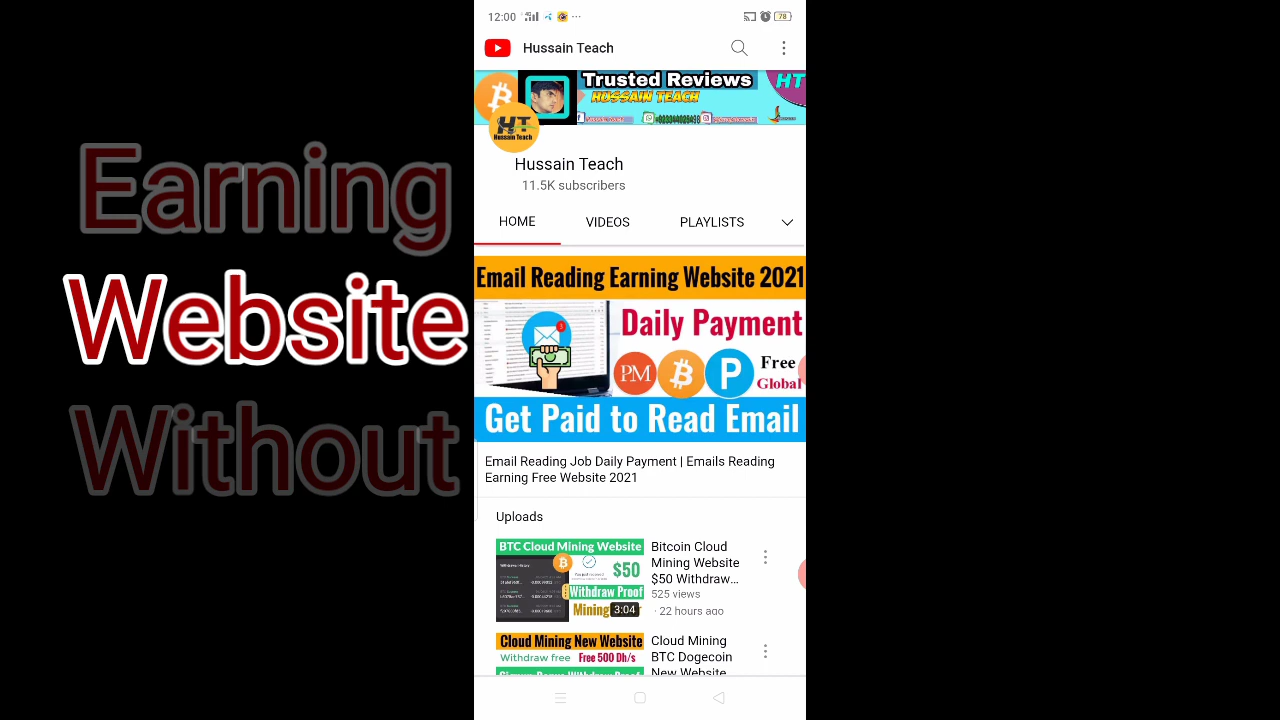 Earning
Website
Without
12:00
78
Hussain Teach
Trusted Reviews
HUSSAIN TEACH
HT
HT
Hussain Teach
Hussain Teach
11.5K subscribers
HOME
VIDEOS
PLAYLISTS
Email Reading Earning Website 2021
Daily Payment
PM
P
Free
Global
Get Paid to Read Email
Email Reading Job Daily Payment | Emails Reading
Earning Free Website 2021
Uploads
BTC Cloud Mining Website
$50
Withdraw Proof
Mining
3:04
Bitcoin Cloud
Mining Website
$50 Withdraw...
525 views
· 22 hours ago
Cloud Mining New Website
Withdraw free
Free 500 Dh/s
Cloud Mining
BTC Dogecoin
New Website